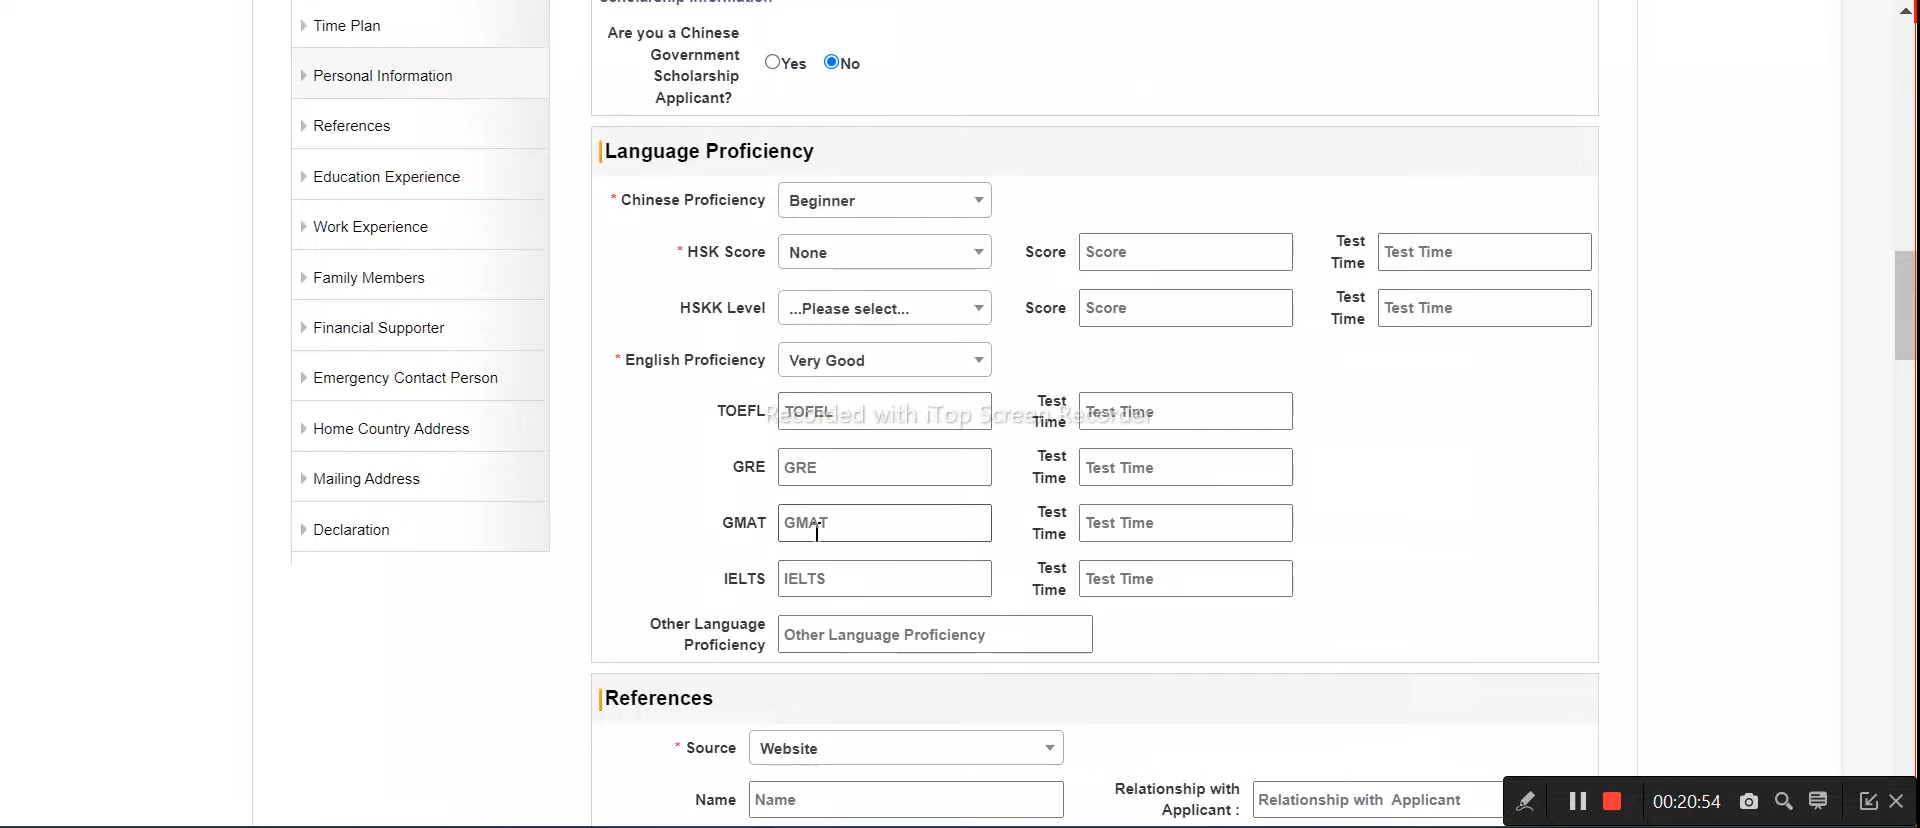 Time Plan
Personal Information
References
Education Experience
Work Experience
Family Members
Financial Supporter
Emergency Contact Person
Home Country Address
Mailing Address
Declaration
Scholarship Information
Are you a Chinese
Government
Scholarship
Applicant?
Yes No
Language Proficiency
* Chinese Proficiency Beginner
* HSK Score None Score Score Test Time Test Time
HSKK Level ...Please select... Score Score Test Time Test Time
* English Proficiency Very Good
TOEFL TOFEL Test Time Test Time
Recorded with iTop Screen Recorder
GRE GRE Test Time Test Time
GMAT GMAT Test Time Test Time
IELTS IELTS Test Time Test Time
Other Language
Proficiency Other Language Proficiency
References
* Source Website
Name Name Relationship with
Applicant : Relationship with Applicant
00:20:54